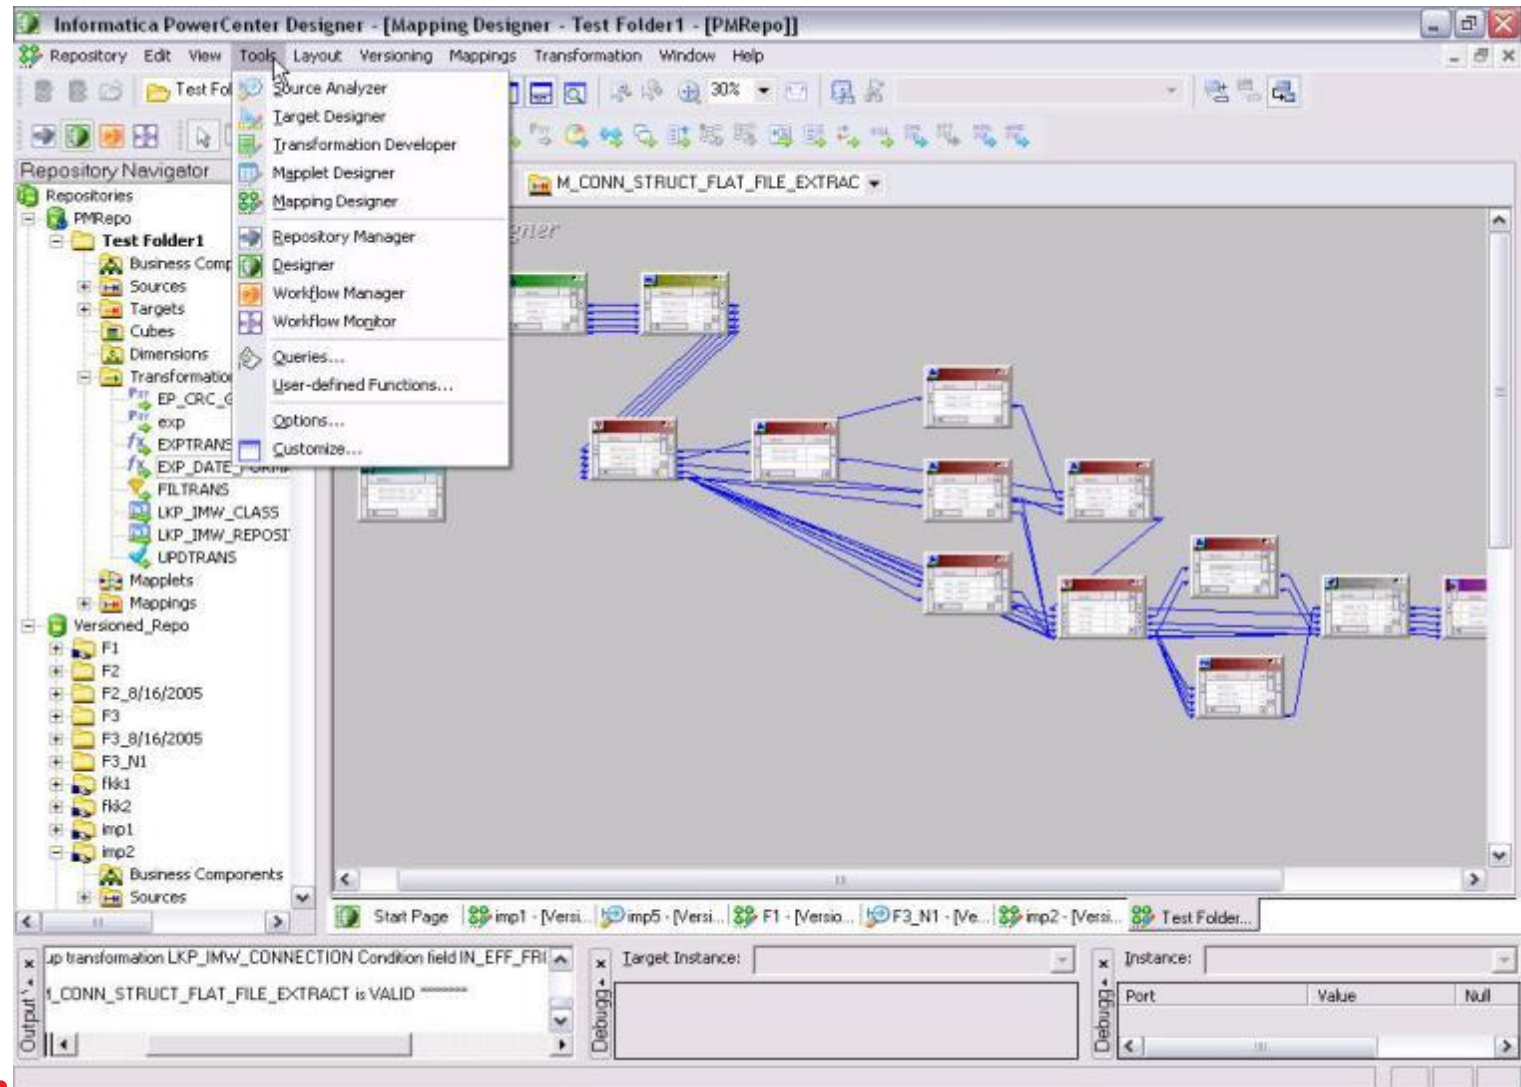 Informatica PowerCenter Designer - [Mapping Designer - Test Folder1 - [PMRepo]]
Repository Edit View Tools Layout Versioning Mappings Transformation Window Help
Test Fol
30%
Source Analyzer
Target Designer
Transformation Developer
Mapplet Designer
Mapping Designer
Repository Manager
Designer
Workflow Manager
Workflow Monitor
Queries...
User-defined Functions...
Options...
Customize...
M_CONN_STRUCT_FLAT_FILE_EXTRAC
Repository Navigator
Repositories
PMRepo
Test Folder1
Business Comp
Sources
Targets
Cubes
Dimensions
Transformatio
EP_CRC_
exp
EXPTRANS
EXP_DATE_FORMA
FILTRANS
LKP_IMW_CLASS
LKP_IMW_REPOSIT
UPDTRANS
Mapplets
Mappings
Versioned_Repo
F1
F2
F2_8/16/2005
F3
F3_8/16/2005
F3_N1
fkk1
fkk2
imp1
imp2
Business Components
Sources
Start Page imp1 - [Versi... imp5 - [Versi... F1 - [Versio... F3_N1 - [Ve... imp2 - [Versi... Test Folder...
up transformation LKP_IMW_CONNECTION Condition field IN_EFF_FR
M_CONN_STRUCT_FLAT_FILE_EXTRACT is VALID *******
Output
Target Instance:
Debugg
Instance:
Port Value Null
Debugg